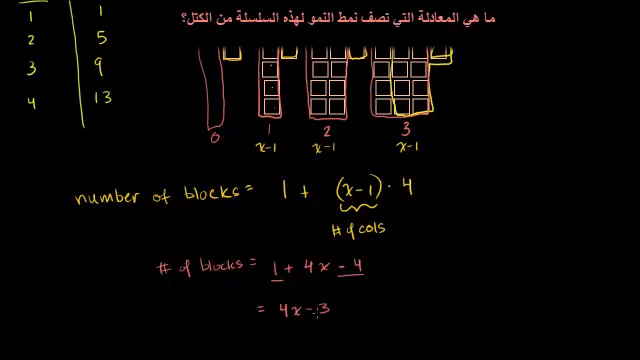 ما هي المعادلة التي تصف نمط النمو لهذه السلسلة من الكتل؟
1 1
2 5
3 9
4 13
0 1 2 3
x-1 x-1 x-1
number of blocks = 1 + (x-1) · 4
# of cols
# of blocks = 1 + 4x - 4
= 4x - 3